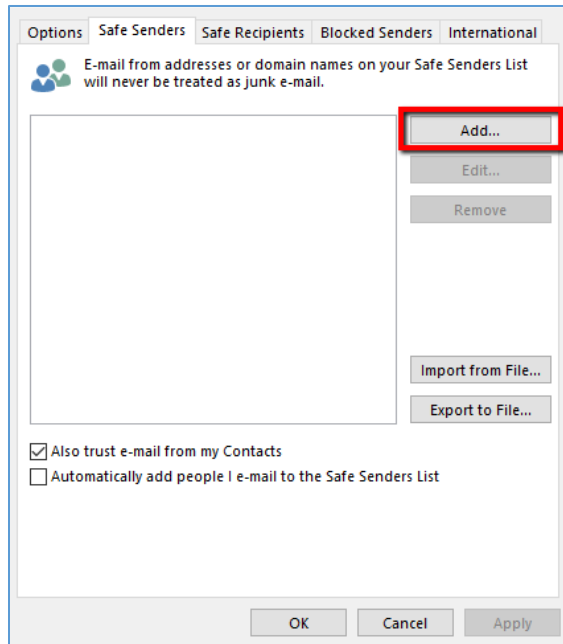 Options Safe Senders Safe Recipients Blocked Senders International
E-mail from addresses or domain names on your Safe Senders List
will never be treated as junk e-mail.
Add...
Edit...
Remove
Import from File...
Export to File...
Also trust e-mail from my Contacts
Automatically add people I e-mail to the Safe Senders List
OK Cancel Apply